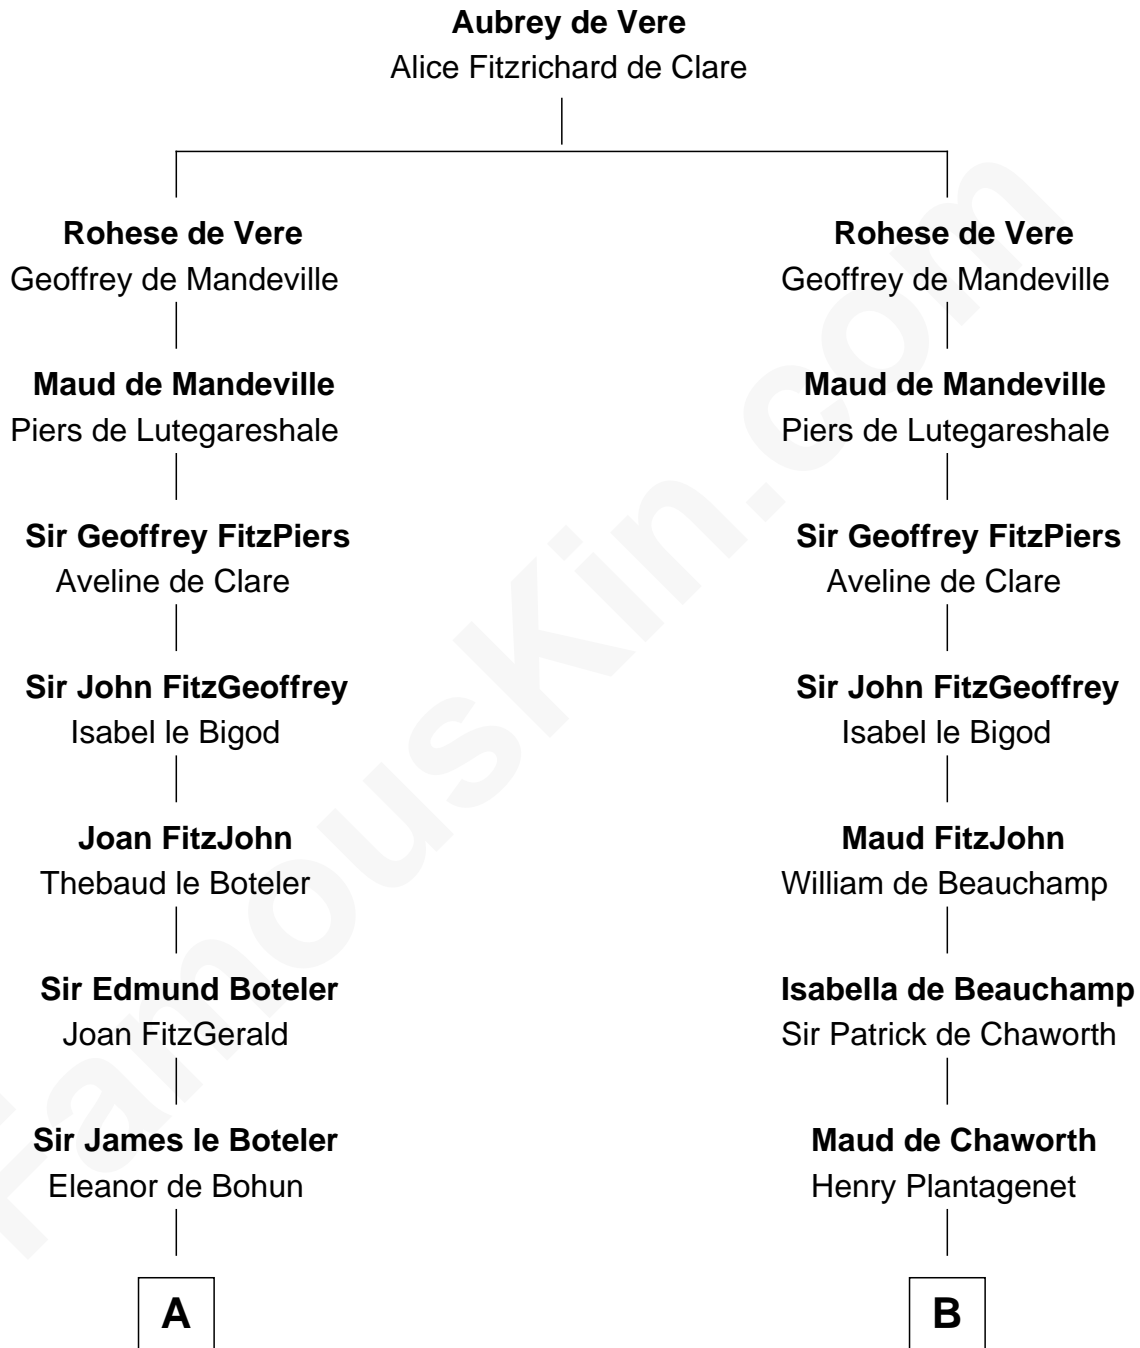 Aubrey de Vere
Alice Fitzrichard de Clare
Rohese de Vere
Geoffrey de Mandeville
Rohese de Vere
Geoffrey de Mandeville
Maud de Mandeville
Piers de Lutegareshale
Maud de Mandeville
Piers de Lutegareshale
Sir Geoffrey FitzPiers
Aveline de Clare
Sir Geoffrey FitzPiers
Aveline de Clare
Sir John FitzGeoffrey
Isabel le Bigod
Sir John FitzGeoffrey
Isabel le Bigod
Joan FitzJohn
Thebaud le Boteler
Maud FitzJohn
William de Beauchamp
Sir Edmund Boteler
Joan FitzGerald
Isabella de Beauchamp
Sir Patrick de Chaworth
Sir James le Boteler
Eleanor de Bohun
Maud de Chaworth
Henry Plantagenet
A
B
FamousKin.com